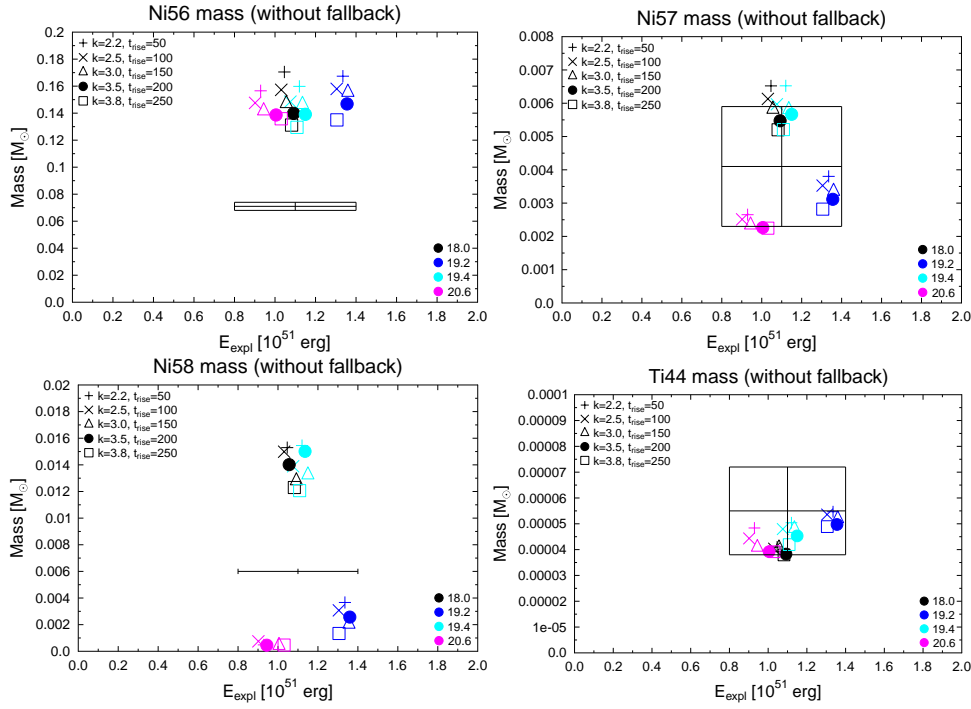 Ni56 mass (without fallback)
Mass [M☉]
0.2
0.18
0.16
0.14
0.12
0.1
0.08
0.06
0.04
0.02
0.0
k=2.2, t_rise=50
k=2.5, t_rise=100
k=3.0, t_rise=150
k=3.5, t_rise=200
k=3.8, t_rise=250
18.0
19.2
19.4
20.6
0.0 0.2 0.4 0.6 0.8 1.0 1.2 1.4 1.6 1.8 2.0
E_expl [10^51 erg]
Ni57 mass (without fallback)
Mass [M☉]
0.008
0.007
0.006
0.005
0.004
0.003
0.002
0.001
0.0
k=2.2, t_rise=50
k=2.5, t_rise=100
k=3.0, t_rise=150
k=3.5, t_rise=200
k=3.8, t_rise=250
18.0
19.2
19.4
20.6
0.0 0.2 0.4 0.6 0.8 1.0 1.2 1.4 1.6 1.8 2.0
E_expl [10^51 erg]
Ni58 mass (without fallback)
Mass [M☉]
0.02
0.018
0.016
0.014
0.012
0.01
0.008
0.006
0.004
0.002
0.0
k=2.2, t_rise=50
k=2.5, t_rise=100
k=3.0, t_rise=150
k=3.5, t_rise=200
k=3.8, t_rise=250
18.0
19.2
19.4
20.6
0.0 0.2 0.4 0.6 0.8 1.0 1.2 1.4 1.6 1.8 2.0
E_expl [10^51 erg]
Ti44 mass (without fallback)
Mass [M☉]
0.0001
0.00009
0.00008
0.00007
0.00006
0.00005
0.00004
0.00003
0.00002
1e-05
0.0
k=2.2, t_rise=50
k=2.5, t_rise=100
k=3.0, t_rise=150
k=3.5, t_rise=200
k=3.8, t_rise=250
18.0
19.2
19.4
20.6
0.0 0.2 0.4 0.6 0.8 1.0 1.2 1.4 1.6 1.8 2.0
E_expl [10^51 erg]